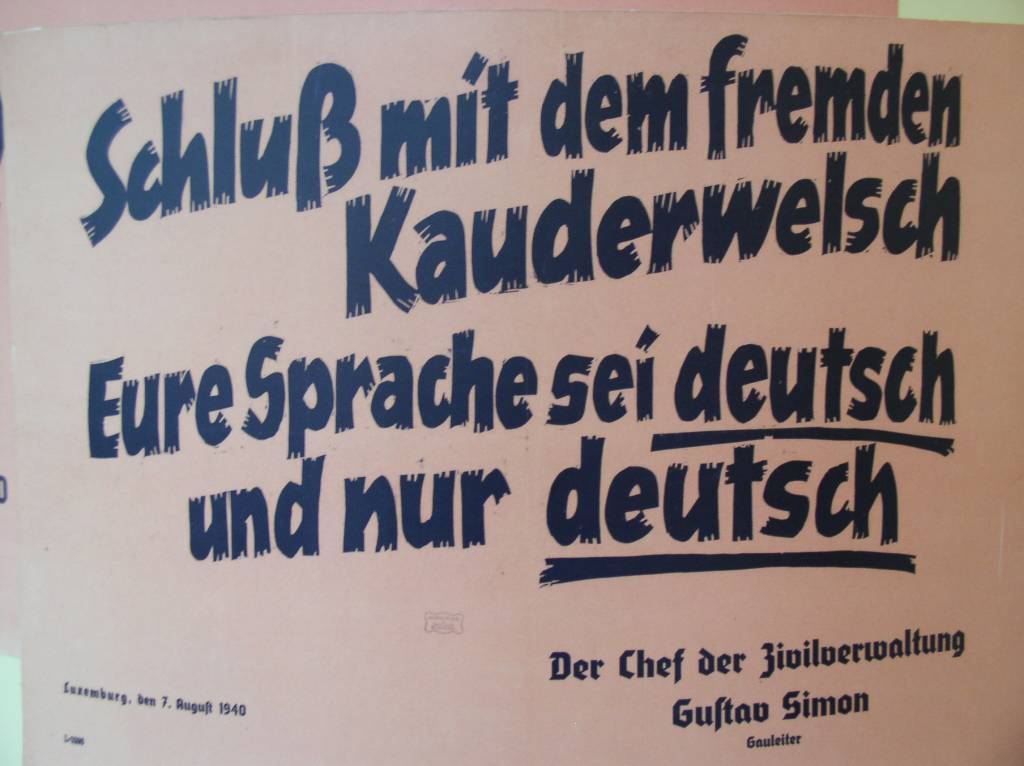 Schluß mit dem fremden
Kauderwelsch
Eure Sprache sei deutsch
und nur deutsch
Der Chef der Zivilverwaltung
Gustav Simon
Gauleiter
Luxemburg, den 7. August 1940